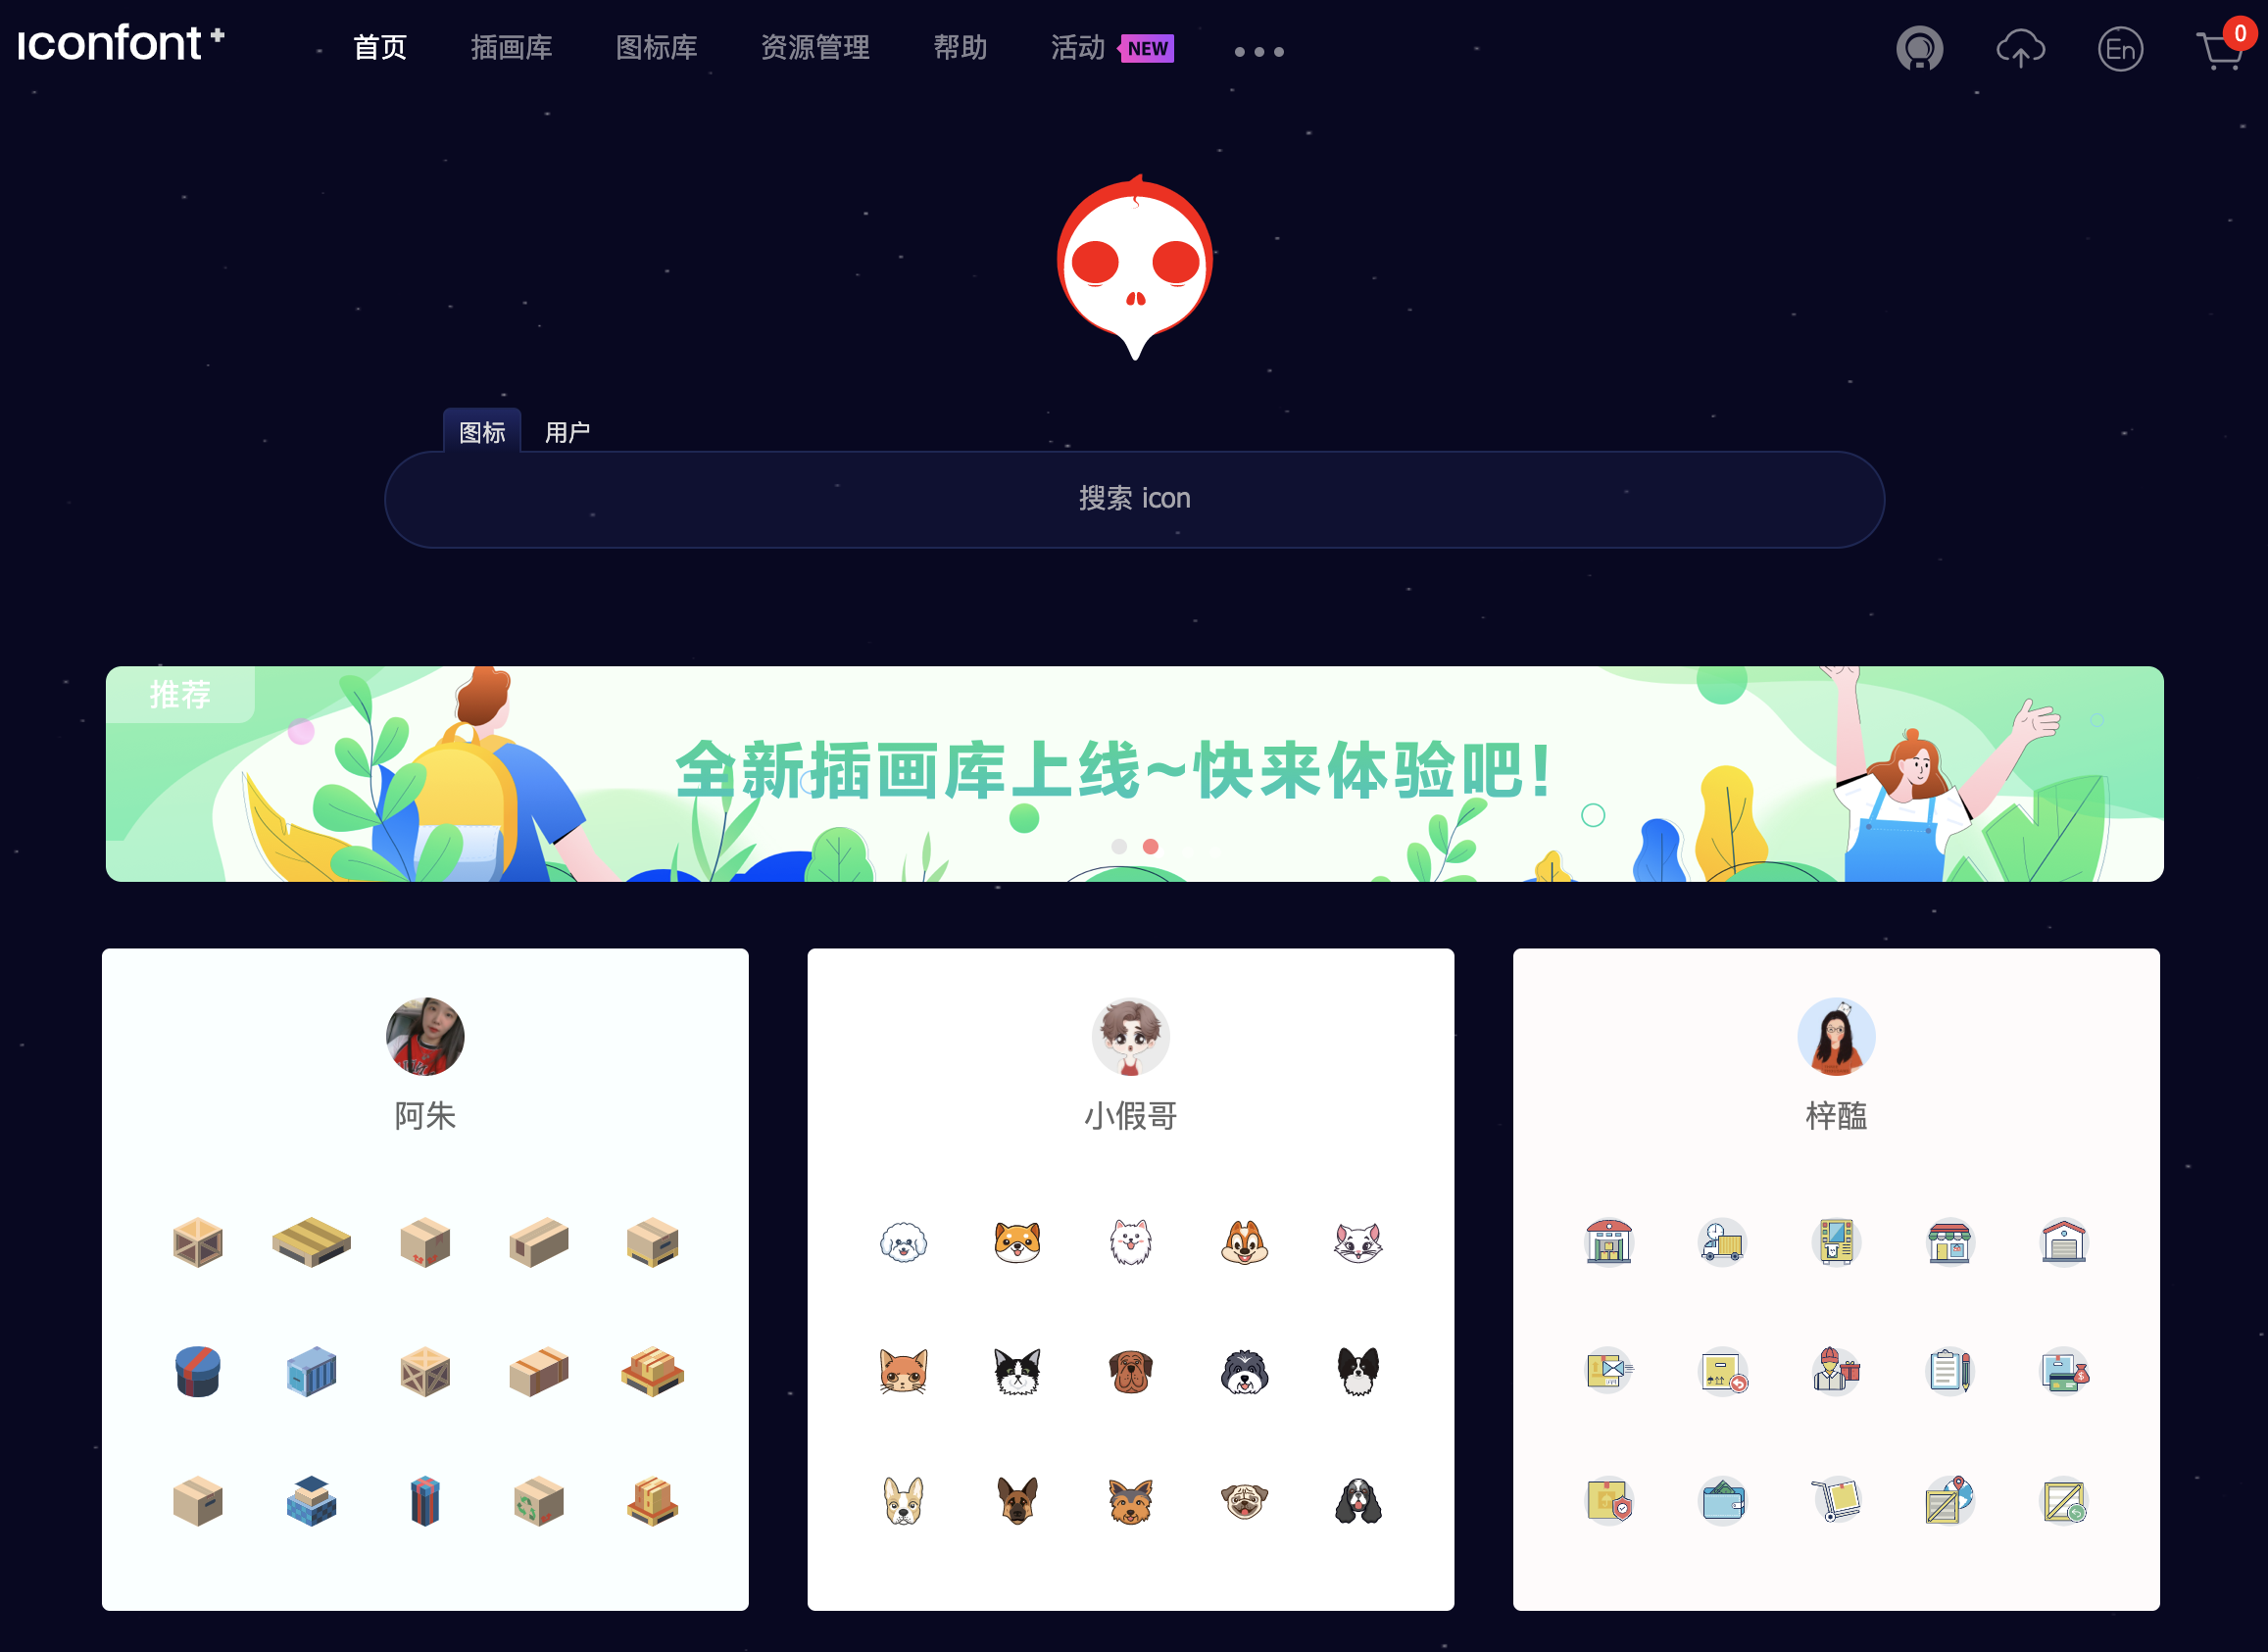 iconfont+
首页
插画库
图标库
资源管理
帮助
活动
NEW
En
0
图标
用户
搜索 icon
推荐
全新插画库上线~快来体验吧!
阿朱
小假哥
梓醢